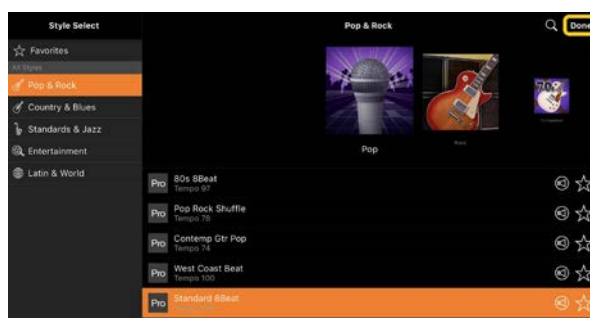 Style Select
Pop & Rock
Done
Favorites
All Styles
Pop & Rock
Country & Blues
Standards & Jazz
Entertainment
Latin & World
70s
Pop
Rock
Pro 80s 8Beat
Tempo 97
Pro Pop Rock Shuffle
Tempo 78
Pro Contemp Gtr Pop
Tempo 74
Pro West Coast Beat
Tempo 100
Pro Standard 8Beat